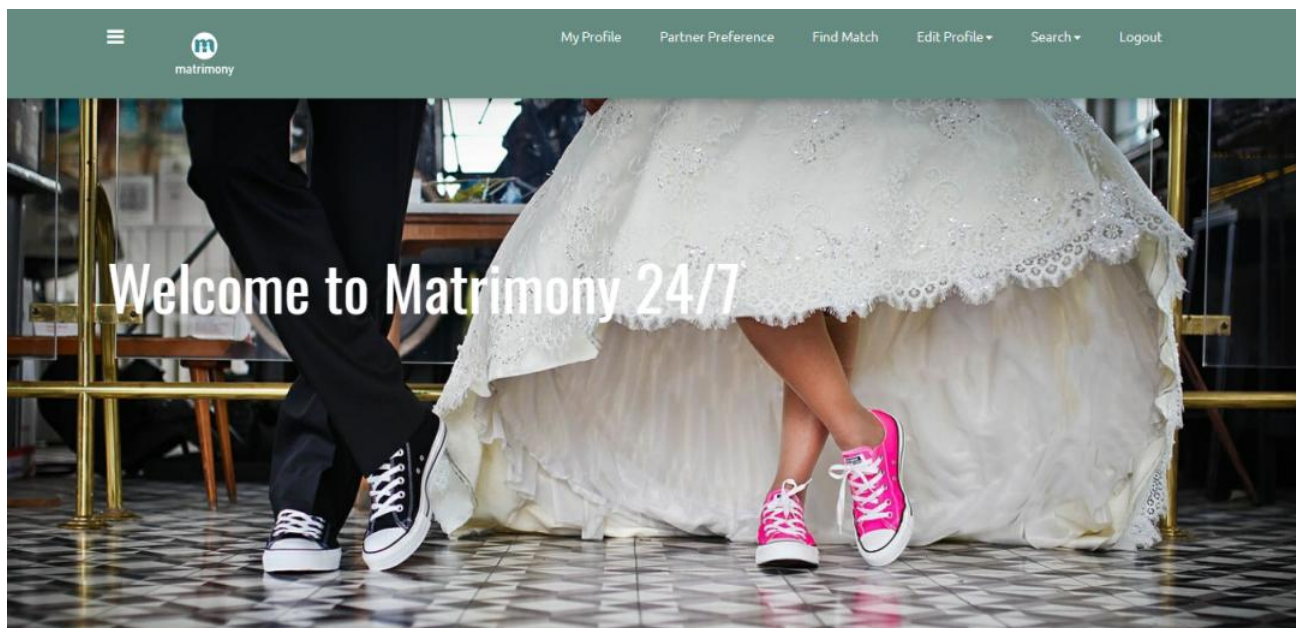 m
matrimony
My Profile Partner Preference Find Match Edit Profile Search Logout
Welcome to Matrimony 24/7